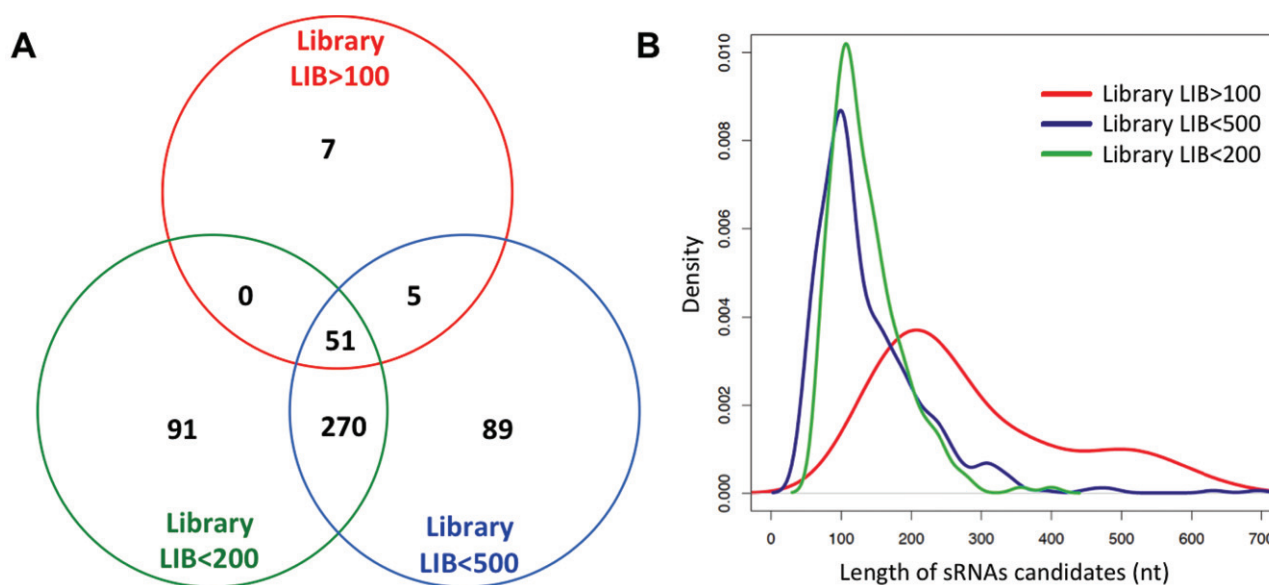 A
Library
LIB>100
7
0
5
51
91
270
89
Library
LIB<200
Library
LIB<500
B
Library LIB>100
Library LIB<500
Library LIB<200
Density
0.010
0.008
0.006
0.004
0.002
0.000
0 100 200 300 400 500 600
Length of sRNAs candidates (nt)